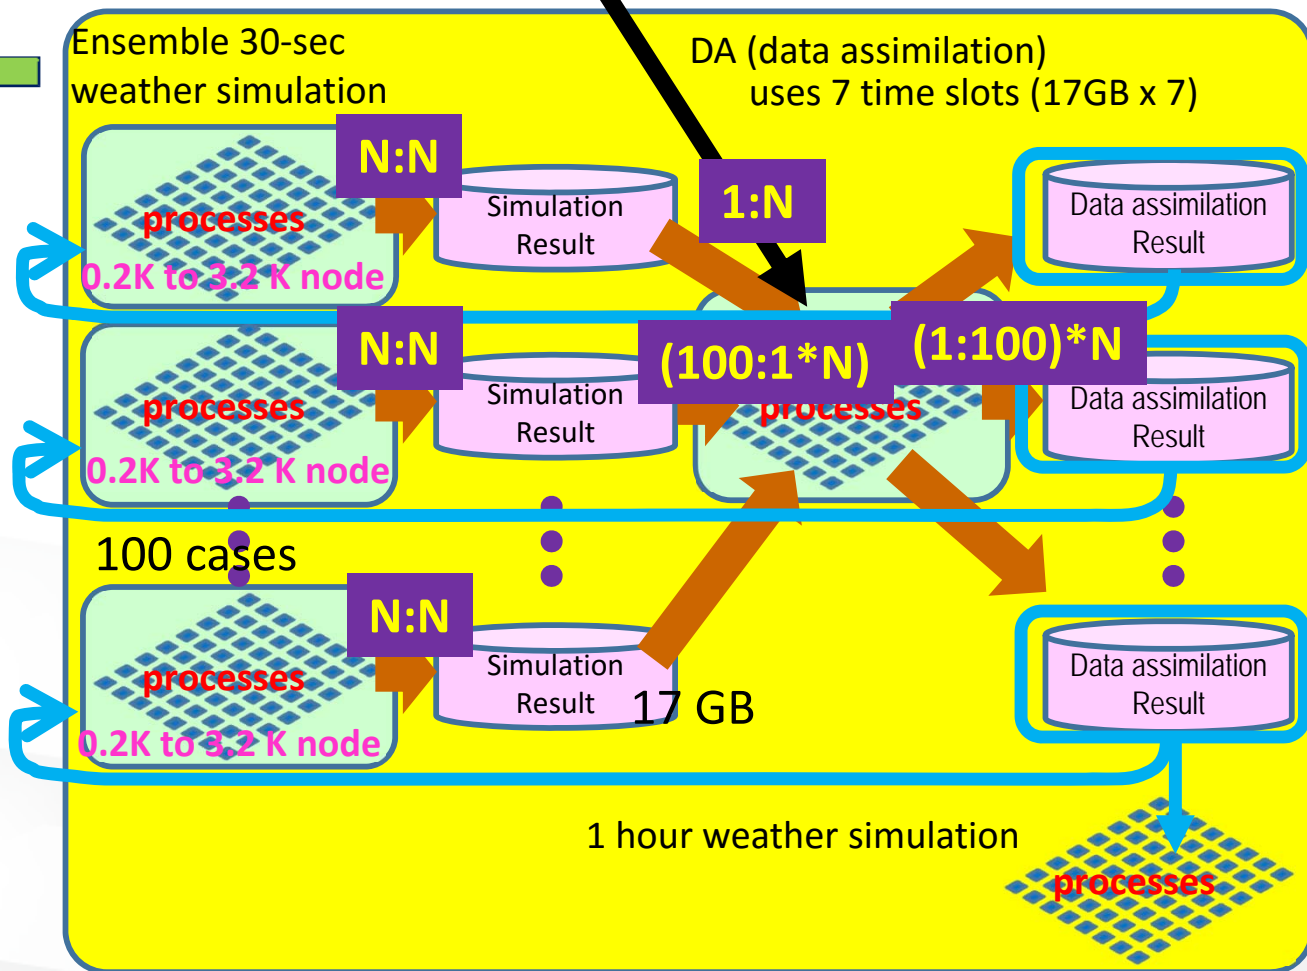 Ensemble 30-sec
weather simulation
DA (data assimilation)
uses 7 time slots (17GB x 7)
N:N
processes
0.2K to 3.2 K node
Simulation
Result
1:N
Data assimilation
Result
N:N
processes
0.2K to 3.2 K node
Simulation
Result
(100:1*N)
(1:100)*N
processes
Data assimilation
Result
100 cases
N:N
processes
0.2K to 3.2 K node
Simulation
Result
17 GB
Data assimilation
Result
1 hour weather simulation
processes